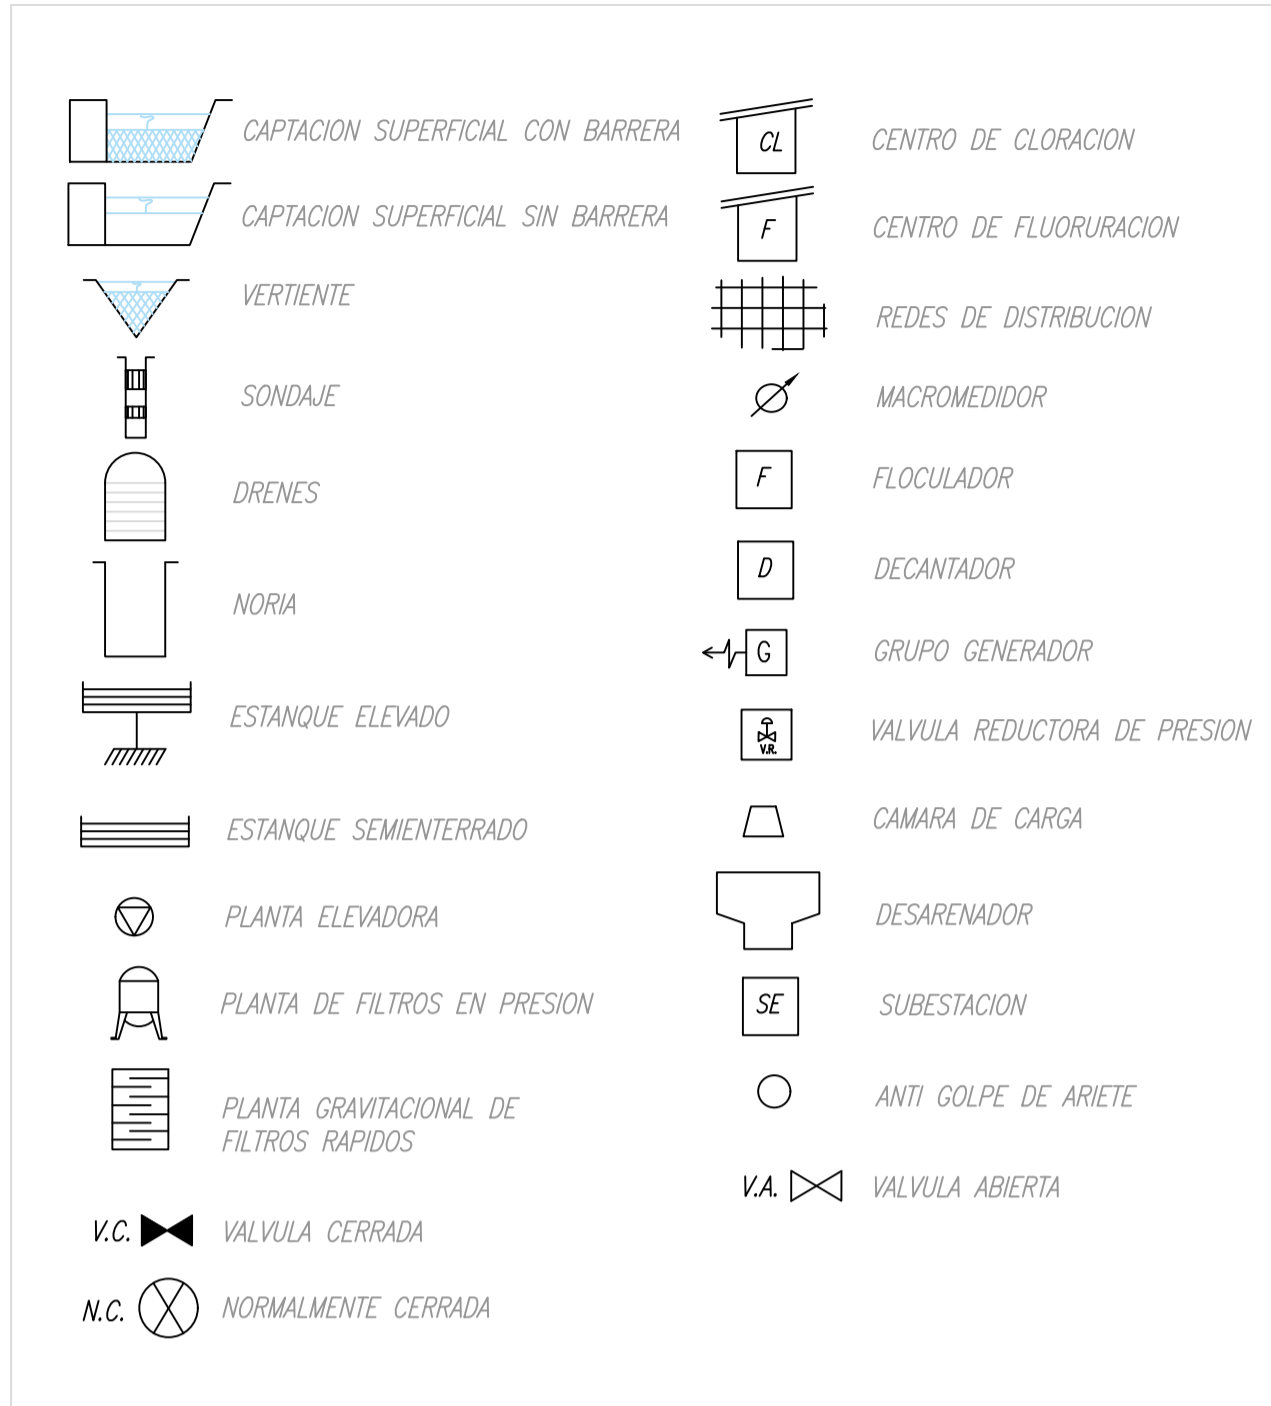 CAPTACION SUPERFICIAL CON BARRERA
CAPTACION SUPERFICIAL SIN BARRERA
VERTIENTE
SONDAJE
DRENES
NORIA
ESTANQUE ELEVADO
ESTANQUE SEMIENTERRADO
PLANTA ELEVADORA
PLANTA DE FILTROS EN PRESION
PLANTA GRAVITACIONAL DE
FILTROS RAPIDOS
V.C. VALVULA CERRADA
N.C. NORMALMENTE CERRADA
CL CENTRO DE CLORACION
F CENTRO DE FLUORURACION
REDES DE DISTRIBUCION
MACROMEDIDOR
F FLOCULADOR
D DECANTADOR
G GRUPO GENERADOR
V.R. VALVULA REDUCTORA DE PRESION
CAMARA DE CARGA
DESARENADOR
SE SUBESTACION
ANTI GOLPE DE ARIETE
V.A. VALVULA ABIERTA